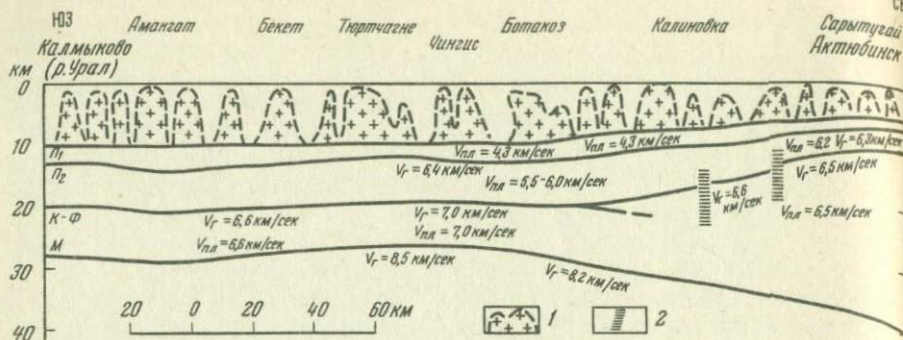 ЮЗ
СВ
Амангат Бекет Тюртчагне Чингис Ботакоз Калиновка Сарытугай
Калмыково Актюбинск
(р.Урал)
км
0
10
20
30
40
П₁
П₂
К-Ф
М
Vпл = 4,3 км/сек
Vпл = 4,3 км/сек
Vпл = 6,2 Vг = 6,3 км/сек
Vг = 6,4 км/сек
Vпл = 5,5-6,0 км/сек
Vг = 6,5 км/сек
Vг = 6,6 км/сек
Vг = 6,6 км/сек
Vг = 7,0 км/сек
Vпл = 6,5 км/сек
Vпл = 6,6 км/сек
Vпл = 7,0 км/сек
Vг = 8,5 км/сек
Vг = 8,2 км/сек
20 0 20 40 60 км
1
2